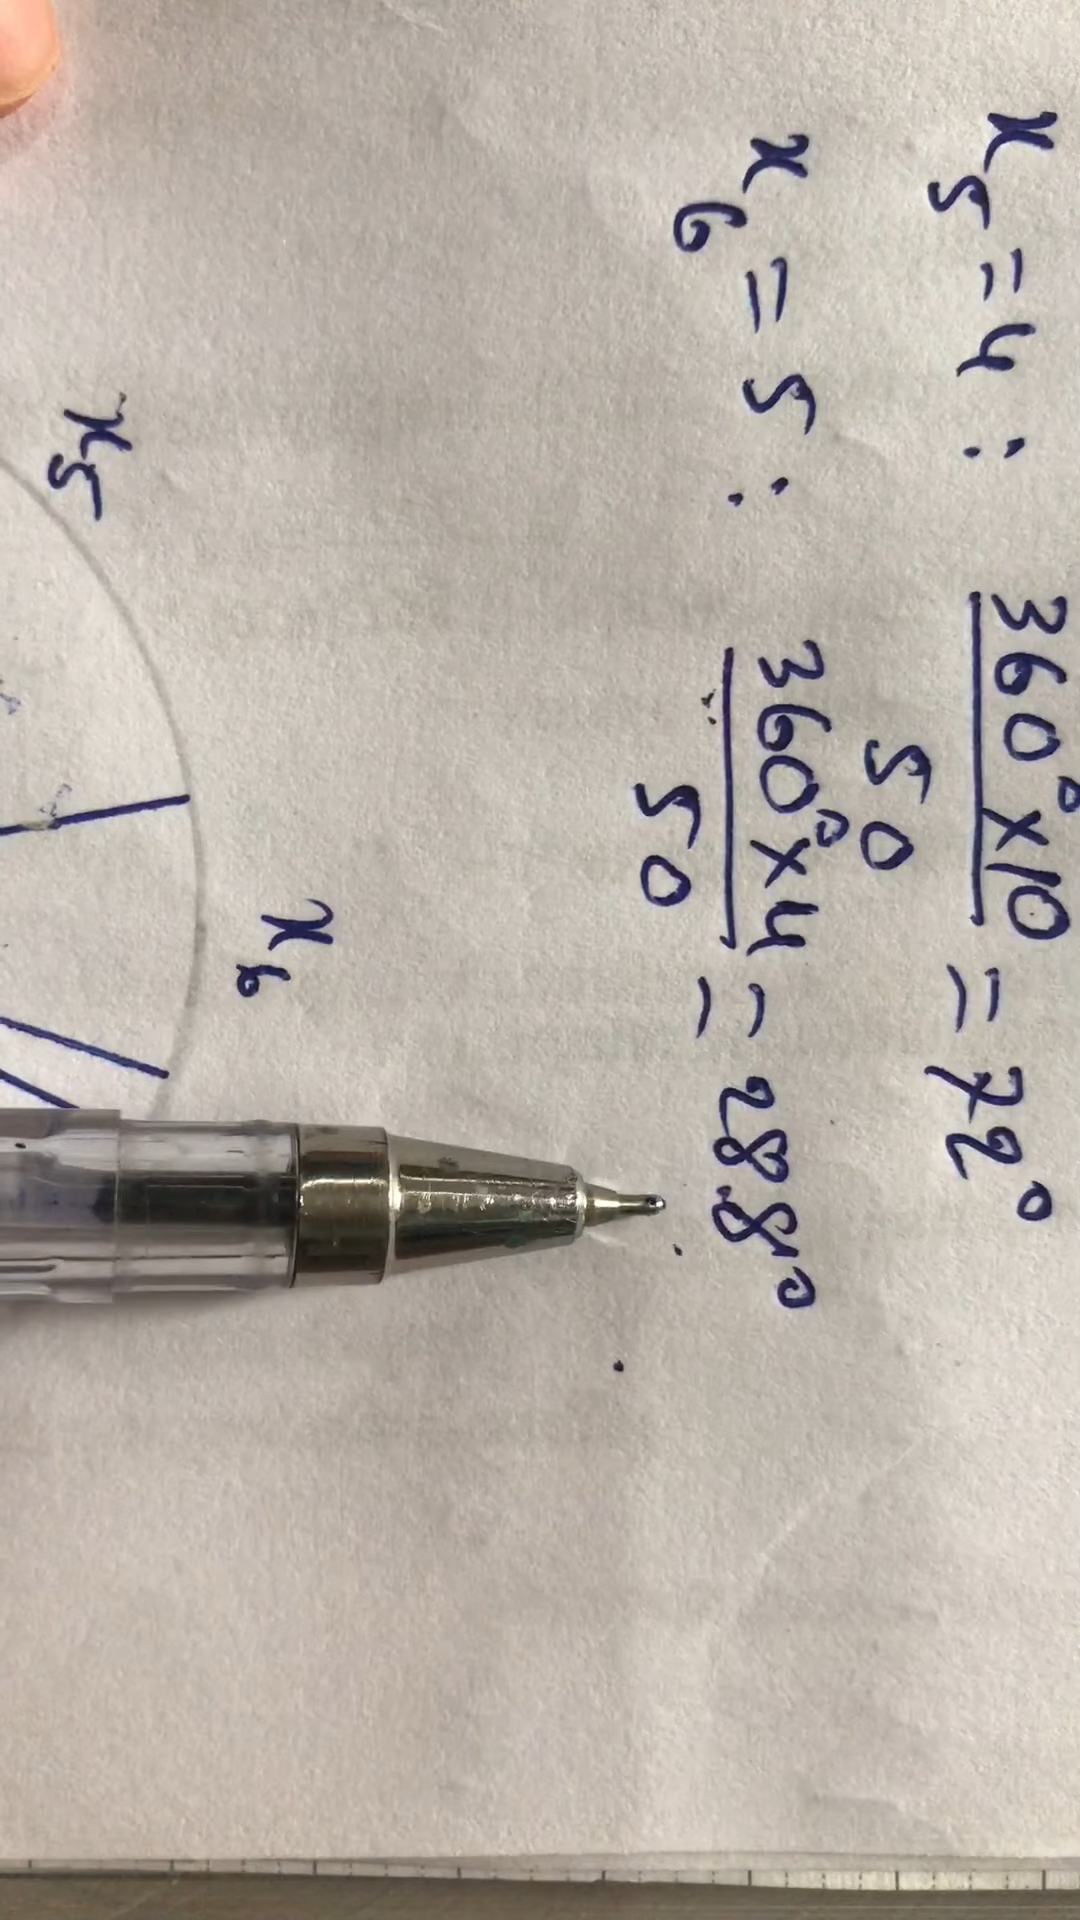 x₅ = 4 : 360° × 10 / 50 = 72°
x₆ = 5 : 360° × 4 / 50 = 28.8°
x₅
x₆